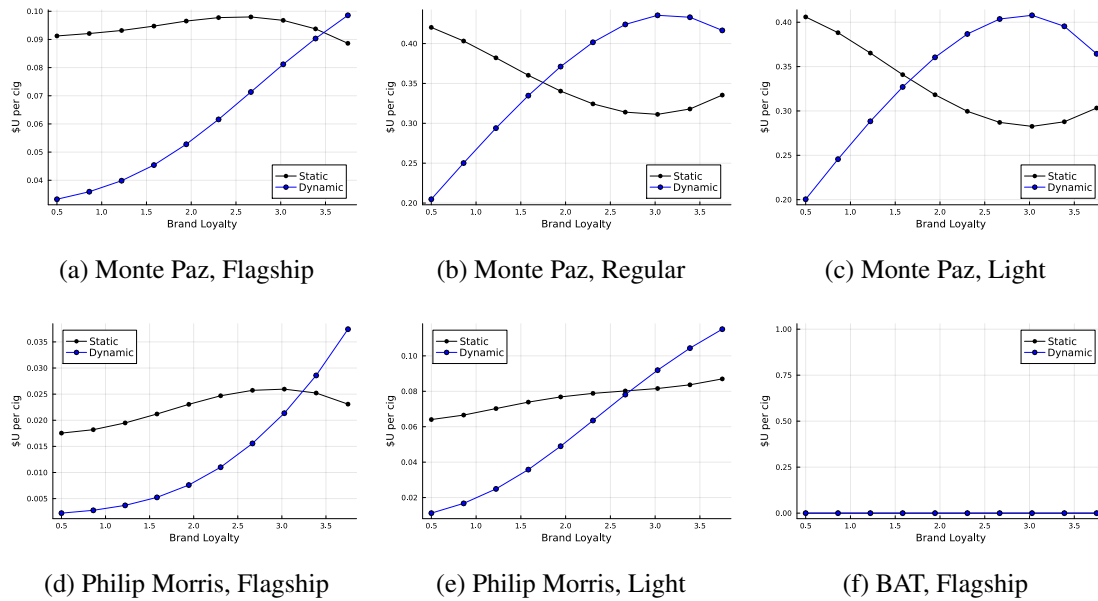 0.10
0.09
0.08
0.07
0.06
0.05
0.04
$U per cig
0.5 1.0 1.5 2.0 2.5 3.0 3.5
Brand Loyalty
Static
Dynamic
(a) Monte Paz, Flagship
0.40
0.35
0.30
0.25
0.20
$U per cig
0.5 1.0 1.5 2.0 2.5 3.0 3.5
Brand Loyalty
Static
Dynamic
(b) Monte Paz, Regular
0.40
0.35
0.30
0.25
0.20
$U per cig
0.5 1.0 1.5 2.0 2.5 3.0 3.5
Brand Loyalty
Static
Dynamic
(c) Monte Paz, Light
0.035
0.030
0.025
0.020
0.015
0.010
0.005
$U per cig
0.5 1.0 1.5 2.0 2.5 3.0 3.5
Brand Loyalty
Static
Dynamic
(d) Philip Morris, Flagship
0.10
0.08
0.06
0.04
0.02
$U per cig
0.5 1.0 1.5 2.0 2.5 3.0 3.5
Brand Loyalty
Static
Dynamic
(e) Philip Morris, Light
1.00
0.75
0.50
0.25
0.00
$U per cig
0.5 1.0 1.5 2.0 2.5 3.0 3.5
Brand Loyalty
Static
Dynamic
(f) BAT, Flagship